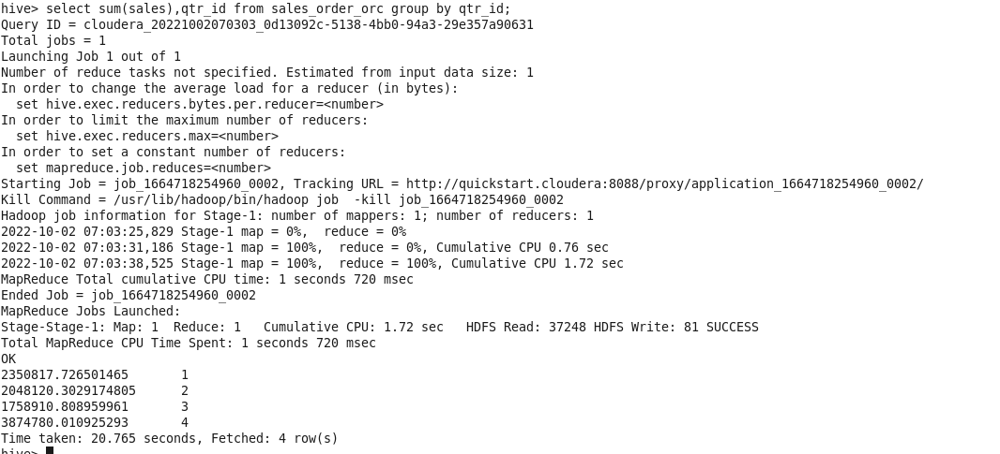 hive> select sum(sales),qtr_id from sales_order_orc group by qtr_id;
Query ID = cloudera_20221002070303_0d13092c-5138-4bb0-94a3-29e357a90631
Total jobs = 1
Launching Job 1 out of 1
Number of reduce tasks not specified. Estimated from input data size: 1
In order to change the average load for a reducer (in bytes):
  set hive.exec.reducers.bytes.per.reducer=<number>
In order to limit the maximum number of reducers:
  set hive.exec.reducers.max=<number>
In order to set a constant number of reducers:
  set mapreduce.job.reduces=<number>
Starting Job = job_1664718254960_0002, Tracking URL = http://quickstart.cloudera:8088/proxy/application_1664718254960_0002/
Kill Command = /usr/lib/hadoop/bin/hadoop job  -kill job_1664718254960_0002
Hadoop job information for Stage-1: number of mappers: 1; number of reducers: 1
2022-10-02 07:03:25,829 Stage-1 map = 0%,  reduce = 0%
2022-10-02 07:03:31,186 Stage-1 map = 100%,  reduce = 0%, Cumulative CPU 0.76 sec
2022-10-02 07:03:38,525 Stage-1 map = 100%,  reduce = 100%, Cumulative CPU 1.72 sec
MapReduce Total cumulative CPU time: 1 seconds 720 msec
Ended Job = job_1664718254960_0002
MapReduce Jobs Launched:
Stage-Stage-1: Map: 1  Reduce: 1   Cumulative CPU: 1.72 sec   HDFS Read: 37248 HDFS Write: 81 SUCCESS
Total MapReduce CPU Time Spent: 1 seconds 720 msec
OK
2350817.726501465       1
2048120.3029174805      2
1758910.808959961       3
3874780.010925293       4
Time taken: 20.765 seconds, Fetched: 4 row(s)
hive>